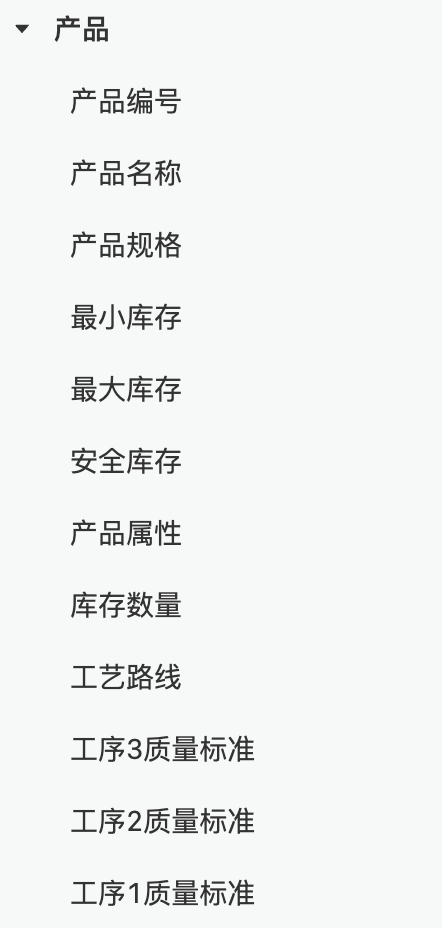 产品
产品编号
产品名称
产品规格
最小库存
最大库存
安全库存
产品属性
库存数量
工艺路线
工序3质量标准
工序2质量标准
工序1质量标准